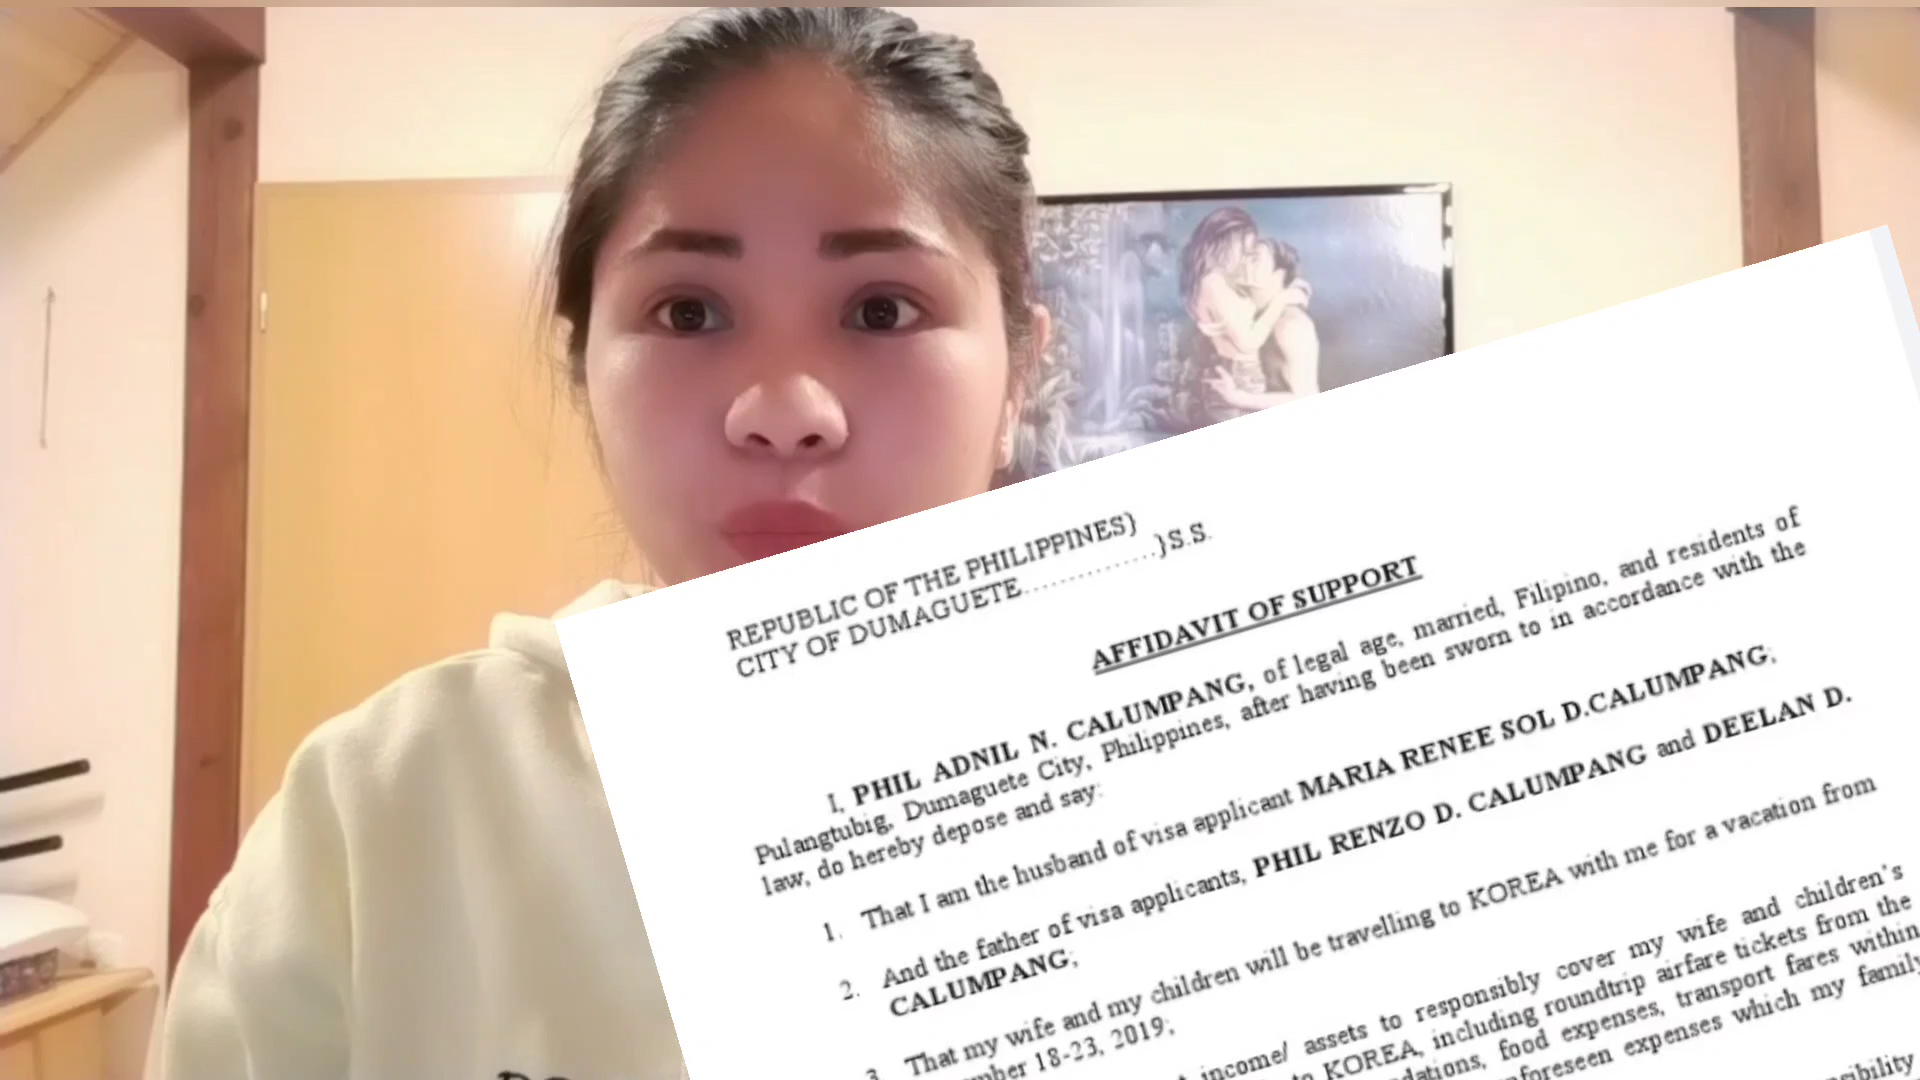 REPUBLIC OF THE PHILIPPINES}
CITY OF DUMAGUETE...............}S.S.
AFFIDAVIT OF SUPPORT
I, PHIL ADNIL N. CALUMPANG, of legal age, married, Filipino, and residents of
Pulangtubig, Dumaguete City, Philippines, after having been sworn to in accordance with the
law, do hereby depose and say:
1. That I am the husband of visa applicant MARIA RENEE SOL D.CALUMPANG;
2. And the father of visa applicants, PHIL RENZO D. CALUMPANG and DEELAN D.
CALUMPANG;
3. That my wife and my children will be travelling to KOREA with me for a vacation from
18-23, 2019;
income/ assets to responsibly cover my wife and children's
to KOREA, including roundtrip airfare tickets from the
food expenses, transport fares within
expenses which my family